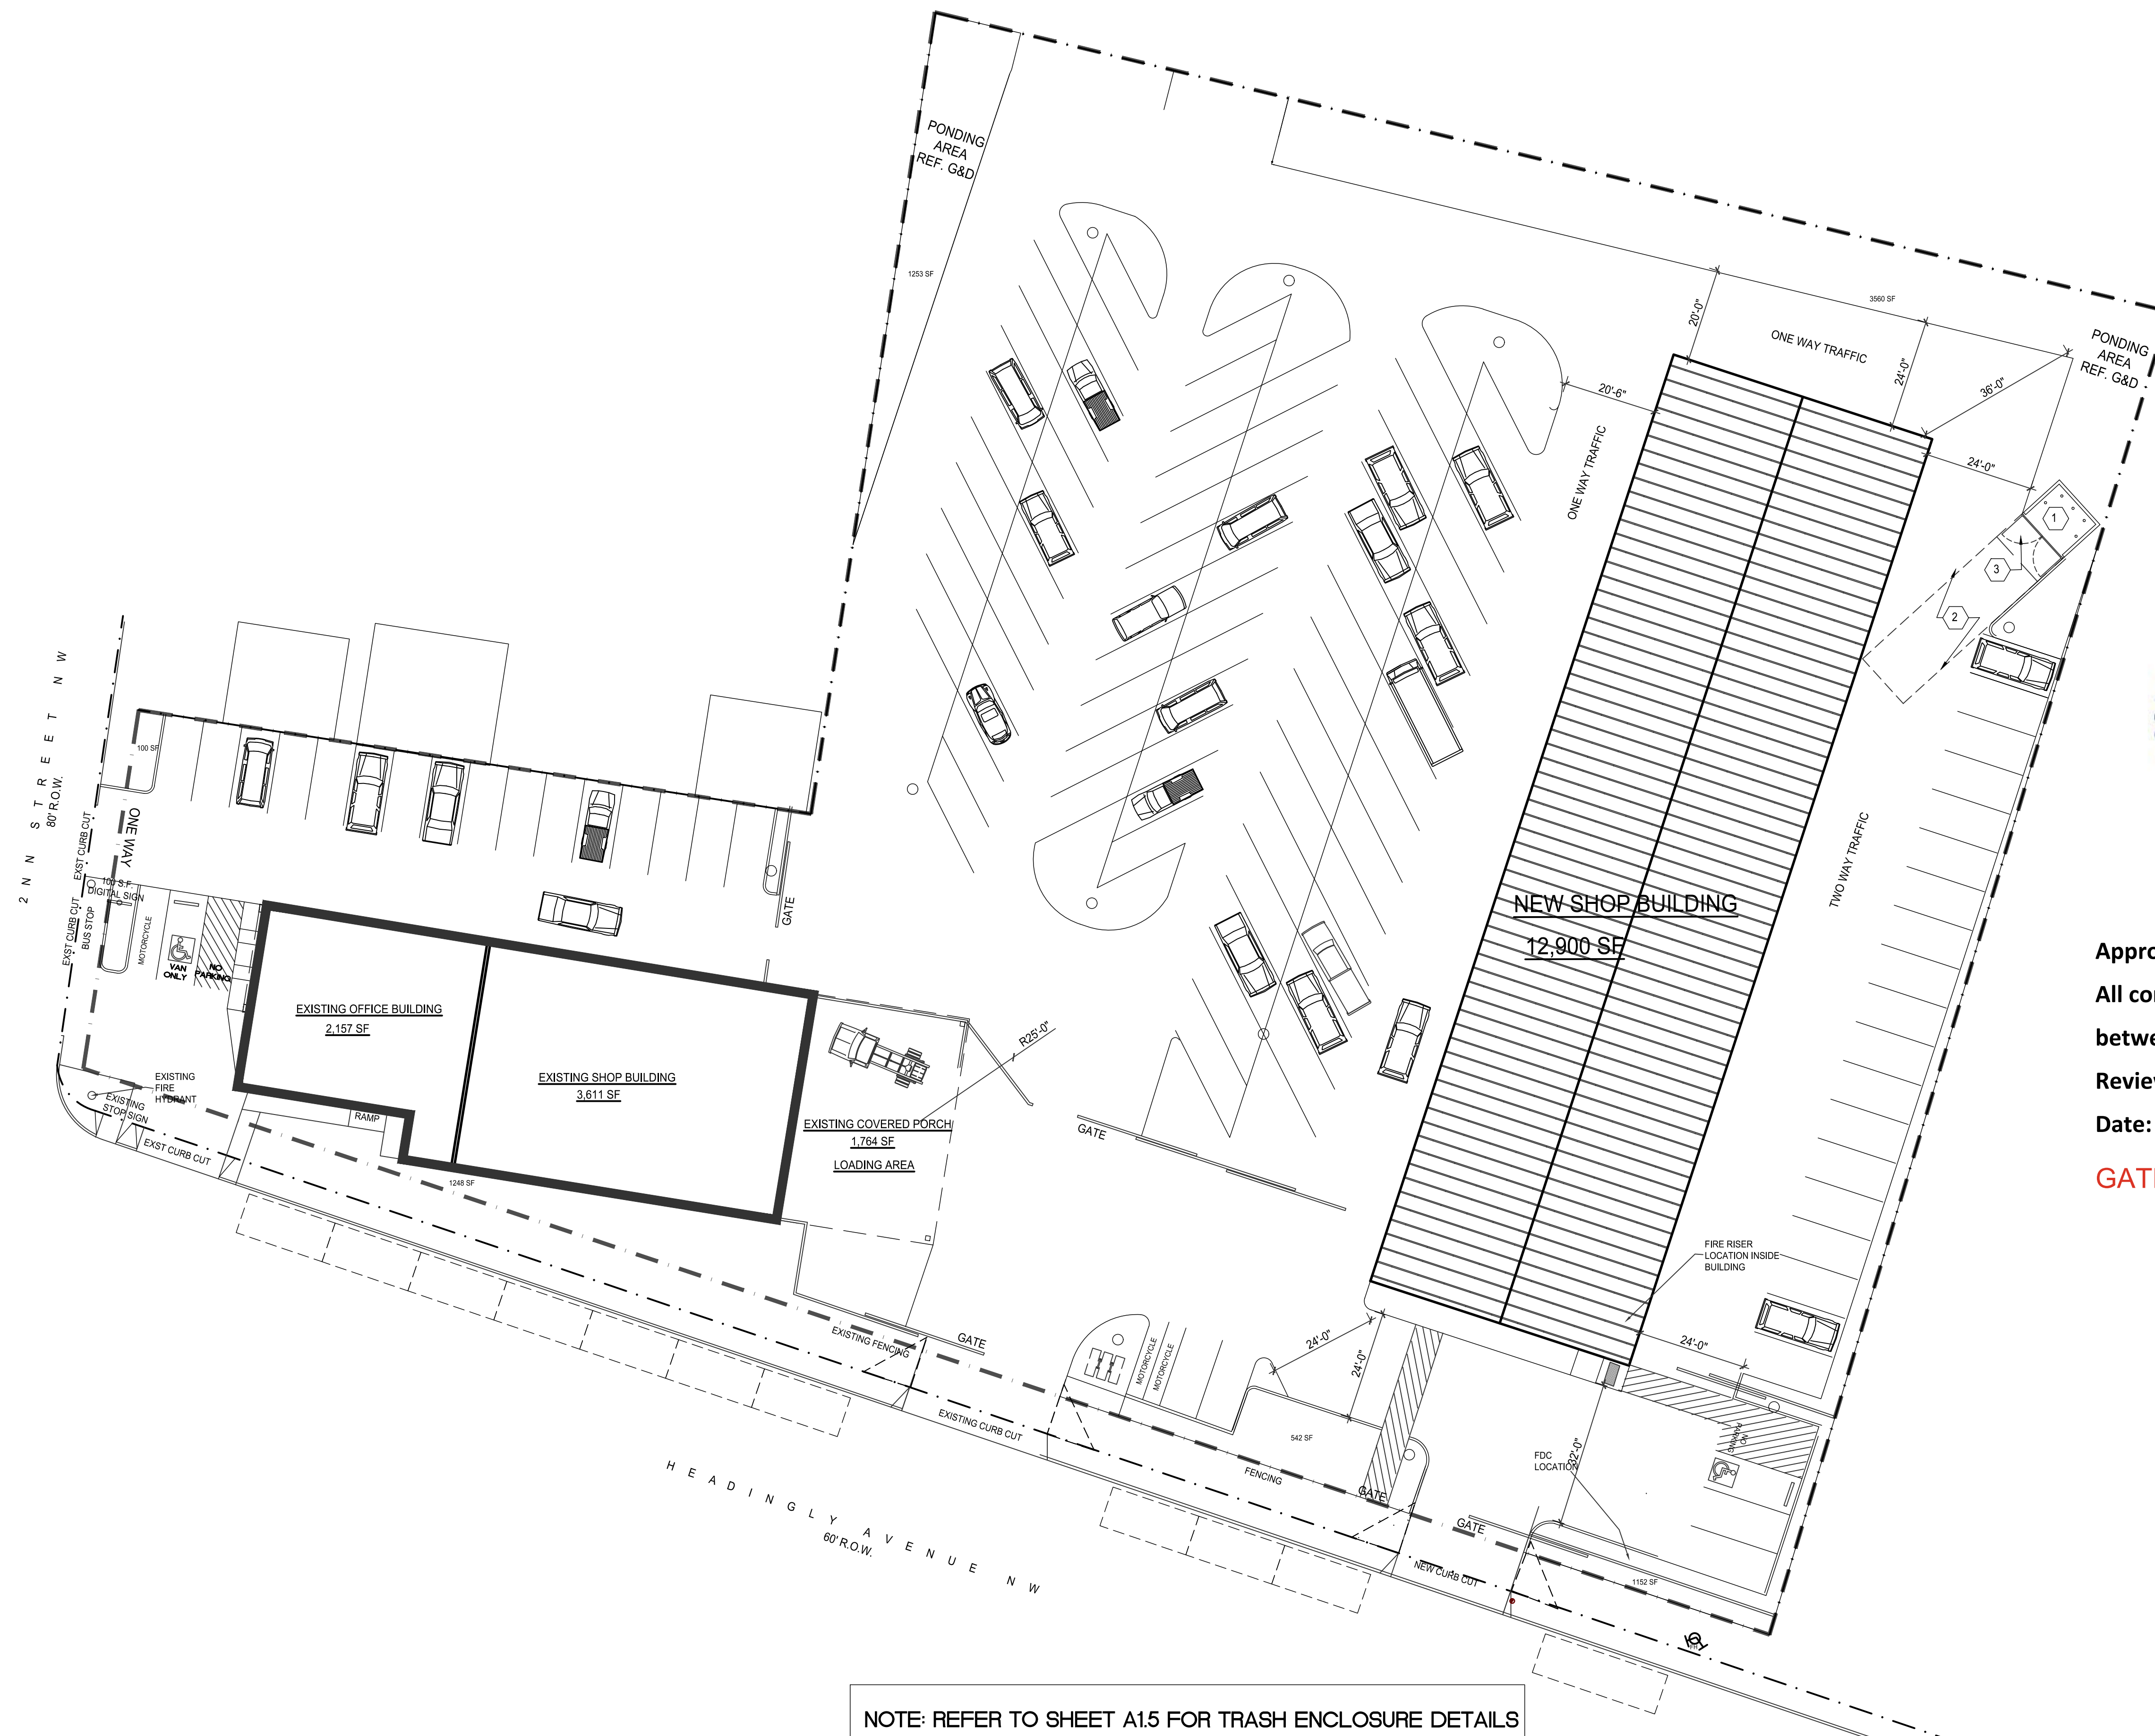 PONDING
AREA
REF. G&D
1253 SF
20'-0"
3560 SF
ONE WAY TRAFFIC
24'-0"
36'-0"
PONDING
AREA
REF. G&D
20'-6"
ONE WAY TRAFFIC
24'-0"
1
3
2
2 N N S T R E E T N W
80' R.O.W.
100 SF
EXST CURB CUT
ONE WAY
100 S.F.
DIGITAL SIGN
EXST CURB CUT
BUS STOP
MOTORCYCLE
VAN
ONLY
NO
PARKING
GATE
TWO WAY TRAFFIC
NEW SHOP BUILDING
12,900 SF
EXISTING OFFICE BUILDING
2,157 SF
EXISTING SHOP BUILDING
3,611 SF
R25'-0"
EXISTING COVERED PORCH
1,764 SF
LOADING AREA
GATE
EXISTING
FIRE
HYDRANT
EXISTING
STOP SIGN
EXST CURB CUT
RAMP
1248 SF
EXISTING FENCING
GATE
EXISTING CURB CUT
MOTORCYCLE
MOTORCYCLE
24'-0"
24'-0"
FIRE RISER
LOCATION INSIDE
BUILDING
24'-0"
542 SF
FENCING
GATE
GATE
NEW CURB CUT
FDC
LOCATION
32'-0"
NO
PARKING
1152 SF
H E A D I N G L Y A V E N U E N W
60' R.O.W.
Date:
NOTE: REFER TO SHEET A1.5 FOR TRASH ENCLOSURE DETAILS